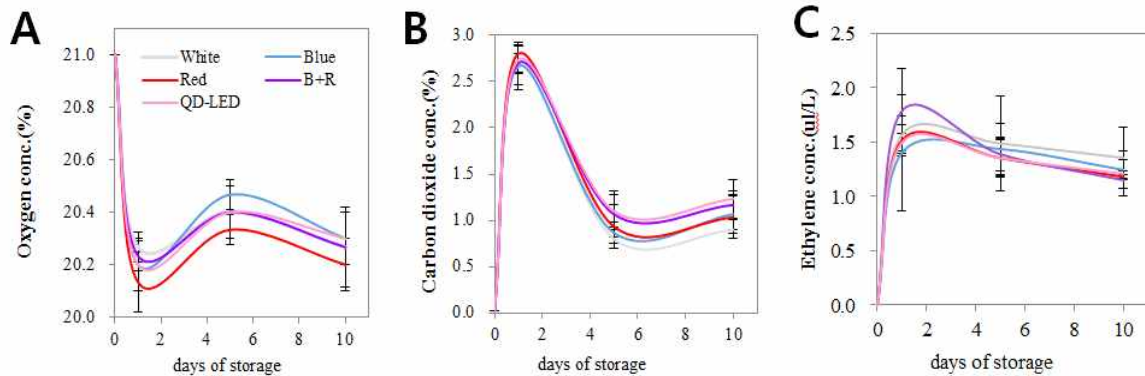 A
Oxygen conc.(%)
21.0
20.8
20.6
20.4
20.2
20.0
White
Blue
Red
B+R
QD-LED
0 2 4 6 8 10
days of storage
B
Carbon dioxide conc.(%)
3.0
2.5
2.0
1.5
1.0
0.5
0.0
0 2 4 6 8 10
days of storage
C
Ethylene conc.(ul/L)
2.5
2.0
1.5
1.0
0.5
0.0
0 2 4 6 8 10
days of storage